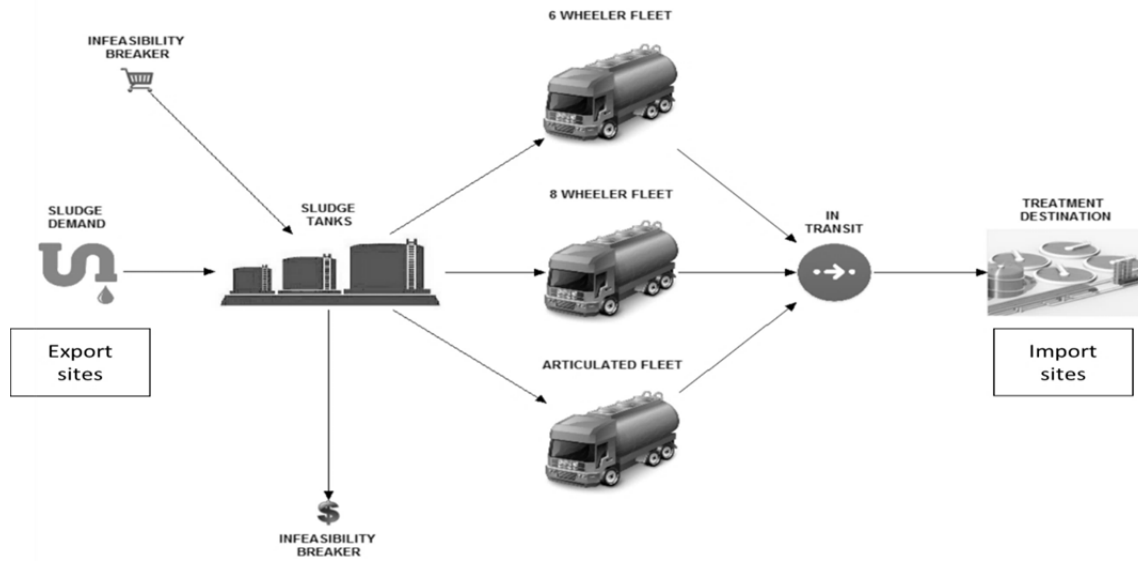 6 WHEELER FLEET
INFEASIBILITY
BREAKER
SLUDGE
DEMAND
SLUDGE
TANKS
8 WHEELER FLEET
IN
TRANSIT
TREATMENT
DESTINATION
Export
sites
Import
sites
ARTICULATED FLEET
$
INFEASIBILITY
BREAKER